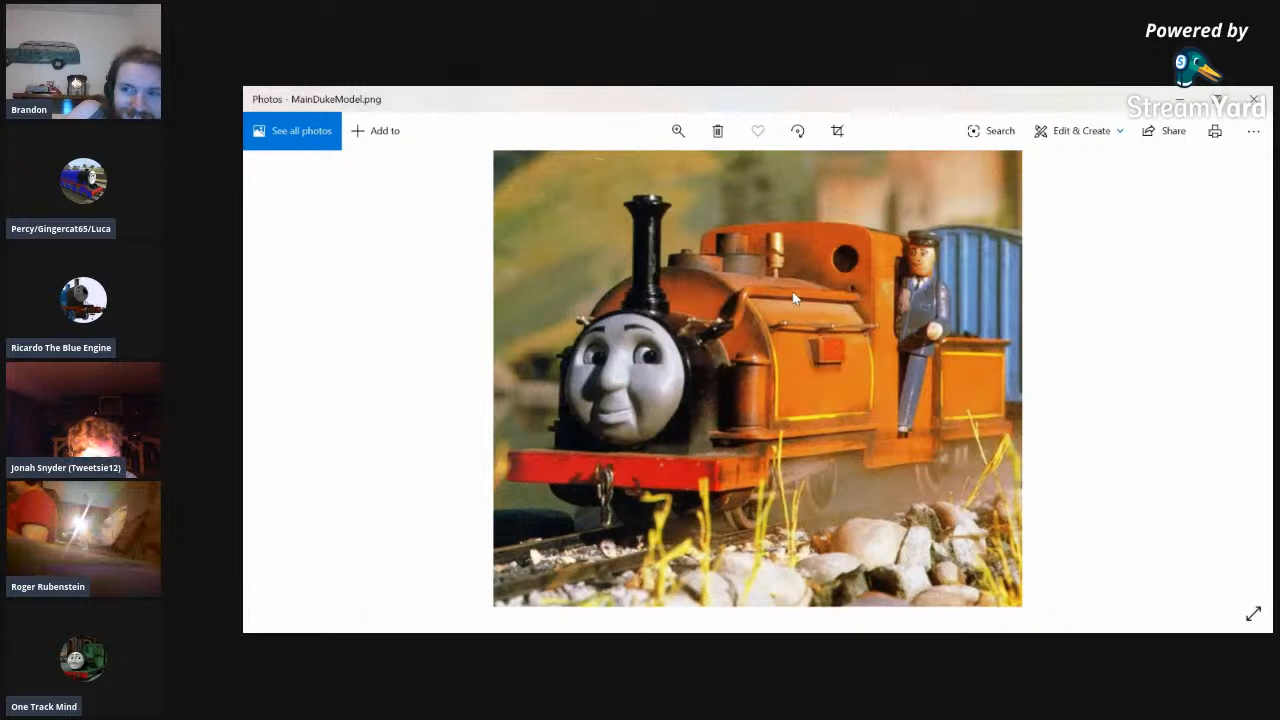 Powered by
StreamYard
Photos - MainDukeModel.png
See all photos
Add to
Search
Edit & Create
Share
Brandon
Percy/Gingercat65/Luca
Ricardo The Blue Engine
Jonah Snyder (Tweetsie12)
Roger Rubenstein
One Track Mind